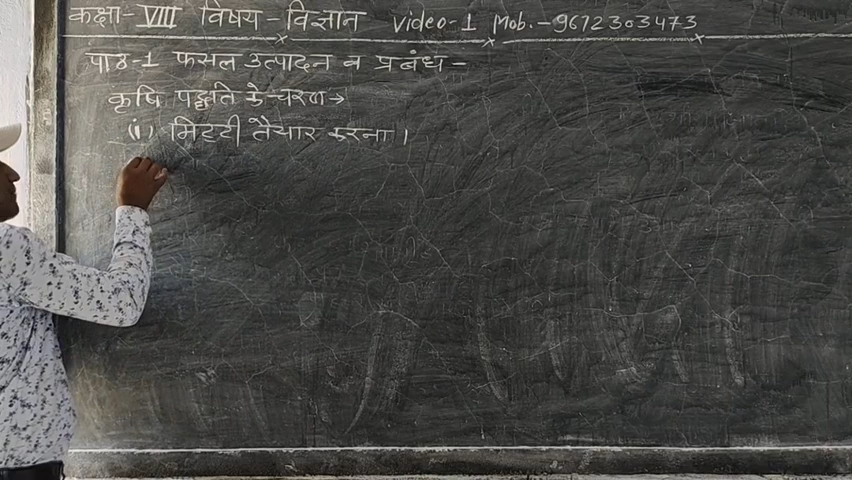 कक्षा-VIII विषय-विज्ञान Video-1 Mob.-9672303473
पाठ-1 फसल उत्पादन व प्रबंध-
कृषि पद्धति के चरण→
(i) मिट्टी तैयार करना।